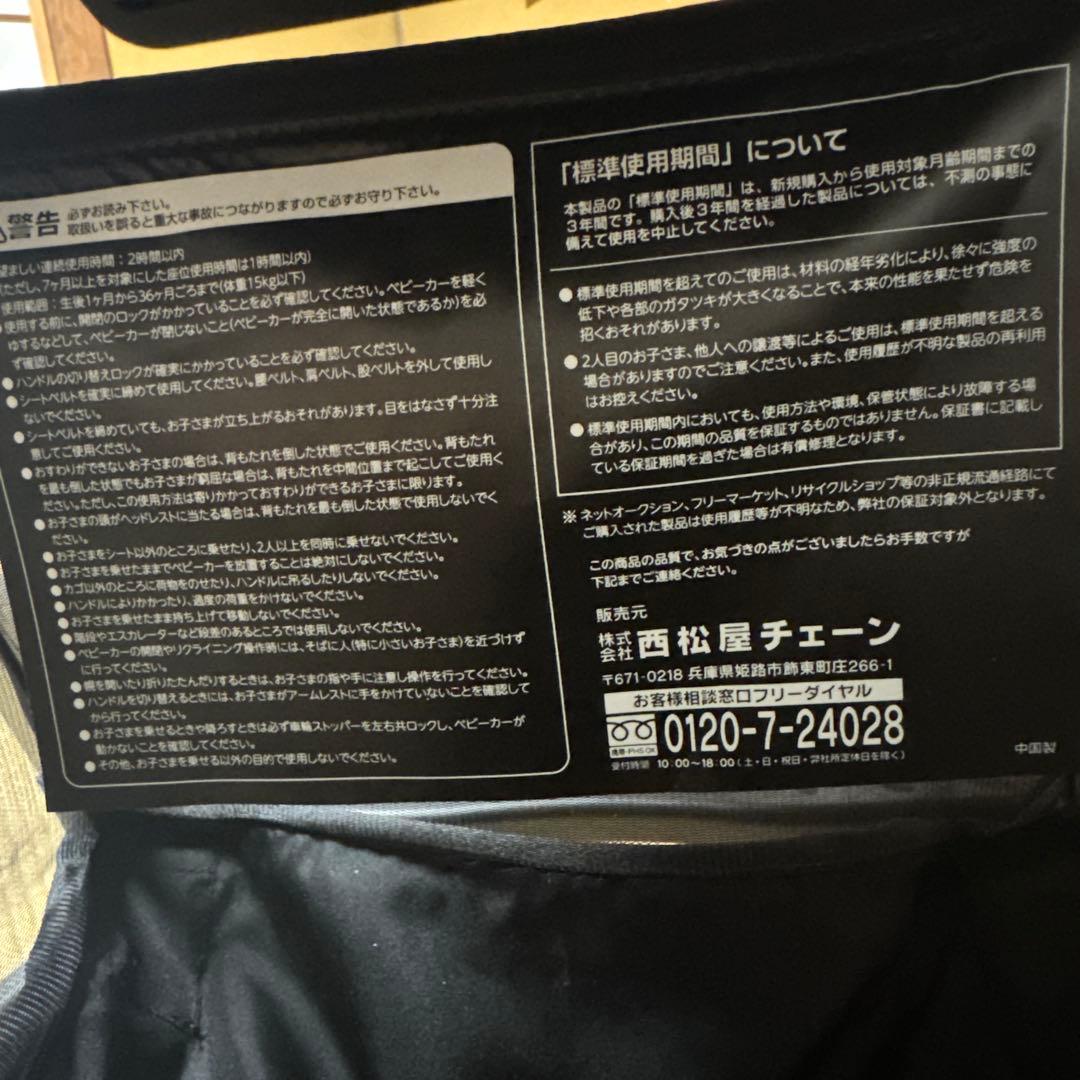 警告 必ずお読み下さい。
取扱いを誤ると重大な事故につながりますので必ずお守り下さい。
望ましい連続使用時間：2時間以内
(ただし、7ヶ月以上を対象にした座位使用時間は1時間以内)
使用範囲：生後1ヶ月から36ヶ月ごろまで(体重15kg以下)
使用する前に、開閉のロックがかかっていることを必ず確認してください。ベビーカーを軽く
ゆするなどして、ベビーカーが閉じないこと(ベビーカーが完全に開いた状態であるか)を必
ず確認してください。
●ハンドルの切り替えロックが確実にかかっていることを必ず確認してください。
●シートベルトを確実に締めて使用してください。腰ベルト、肩ベルト、股ベルトを外して使用し
ないでください。
●シートベルトを締めていても、お子さまが立ち上がるおそれがあります。目をはなさず十分注
意してご使用ください。
●おすわりができないお子さまの場合は、背もたれを倒した状態でご使用ください。背もたれ
を最も倒した状態でもお子さまが窮屈な場合は、背もたれを中間位置まで起こしてご使用く
ださい。ただし、この使用方法は寄りかかっておすわりができるお子さまに限ります。
●お子さまの頭がヘッドレストに当たる場合は、背もたれを最も倒した状態で使用しないでく
ださい。
●お子さまをシート以外のところに乗せたり、2人以上を同時に乗せないでください。
●お子さまを乗せたままでベビーカーを放置することは絶対にしないでください。
●カゴ以外のところに荷物をのせたり、ハンドルに吊るしたりしないでください。
●ハンドルによりかかったり、過度の荷重をかけないでください。
●お子さまを乗せたまま持ち上げて移動しないでください。
●階段やエスカレーターなど段差のあるところでは使用しないでください。
●ベビーカーの開閉やリクライニング操作時には、そばに人(特に小さいお子さま)を近づけず
に行ってください。
●幌を開いたり折りたたんだりするときは、お子さまの指や手に注意し操作を行ってください。
●ハンドルを切り替えるときには、お子さまがアームレストに手をかけていないことを確認して
から行ってください。
●お子さまを乗せるときや降ろすときは必ず車輪ストッパーを左右共ロックし、ベビーカーが
動かないことを確認してください。
●その他、お子さまを乗せる以外の目的で使用しないでください。
「標準使用期間」について
本製品の「標準使用期間」は、新規購入から使用対象月齢期間までの
3年間です。購入後3年間を経過した製品については、不測の事態に
備えて使用を中止してください。
●標準使用期間を超えてのご使用は、材料の経年劣化により、徐々に強度の
低下や各部のガタツキが大きくなることで、本来の性能を果たせず危険を
招くおそれがあります。
●2人目のお子さま、他人への譲渡等によるご使用は、標準使用期間を超える
場合がありますのでご注意ください。また、使用履歴が不明な製品の再利用
はお控えください。
●標準使用期間内においても、使用方法や環境、保管状態により故障する場
合があり、この期間の品質を保証するものではありません。保証書に記載し
ている保証期間を過ぎた場合は有償修理となります。
※ネットオークション、フリーマーケット、リサイクルショップ等の非正規流通経路にて
ご購入された製品は使用履歴等が不明なため、弊社の保証対象外となります。
この商品の品質で、お気づきの点がございましたらお手数ですが
下記までご連絡ください。
販売元
株式会社 西松屋チェーン
〒671-0218 兵庫県姫路市飾東町庄266-1
お客様相談窓口フリーダイヤル
携帯・PHS OK 0120-7-24028
受付時間 10:00〜18:00(土・日・祝日・弊社所定休日を除く)
中国製